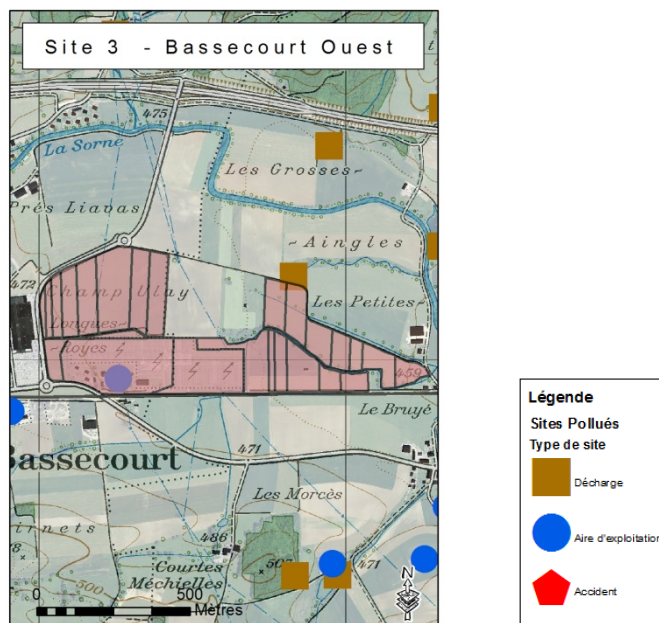 Site 3 - Bassecourt Ouest
475
La Sorne
Les Grosses~
Prés Liavas
~Aingles
472
Champ Ulay
Les Petites~
Longues~
~Royes
459
Le Bruyé
Bassecourt
471
Les Morcès
486
507
471
Courtes
Méchielles
500
0
500
Mètres
N
Légende
Sites Pollués
Type de site
Décharge
Aire d'exploitation
Accident